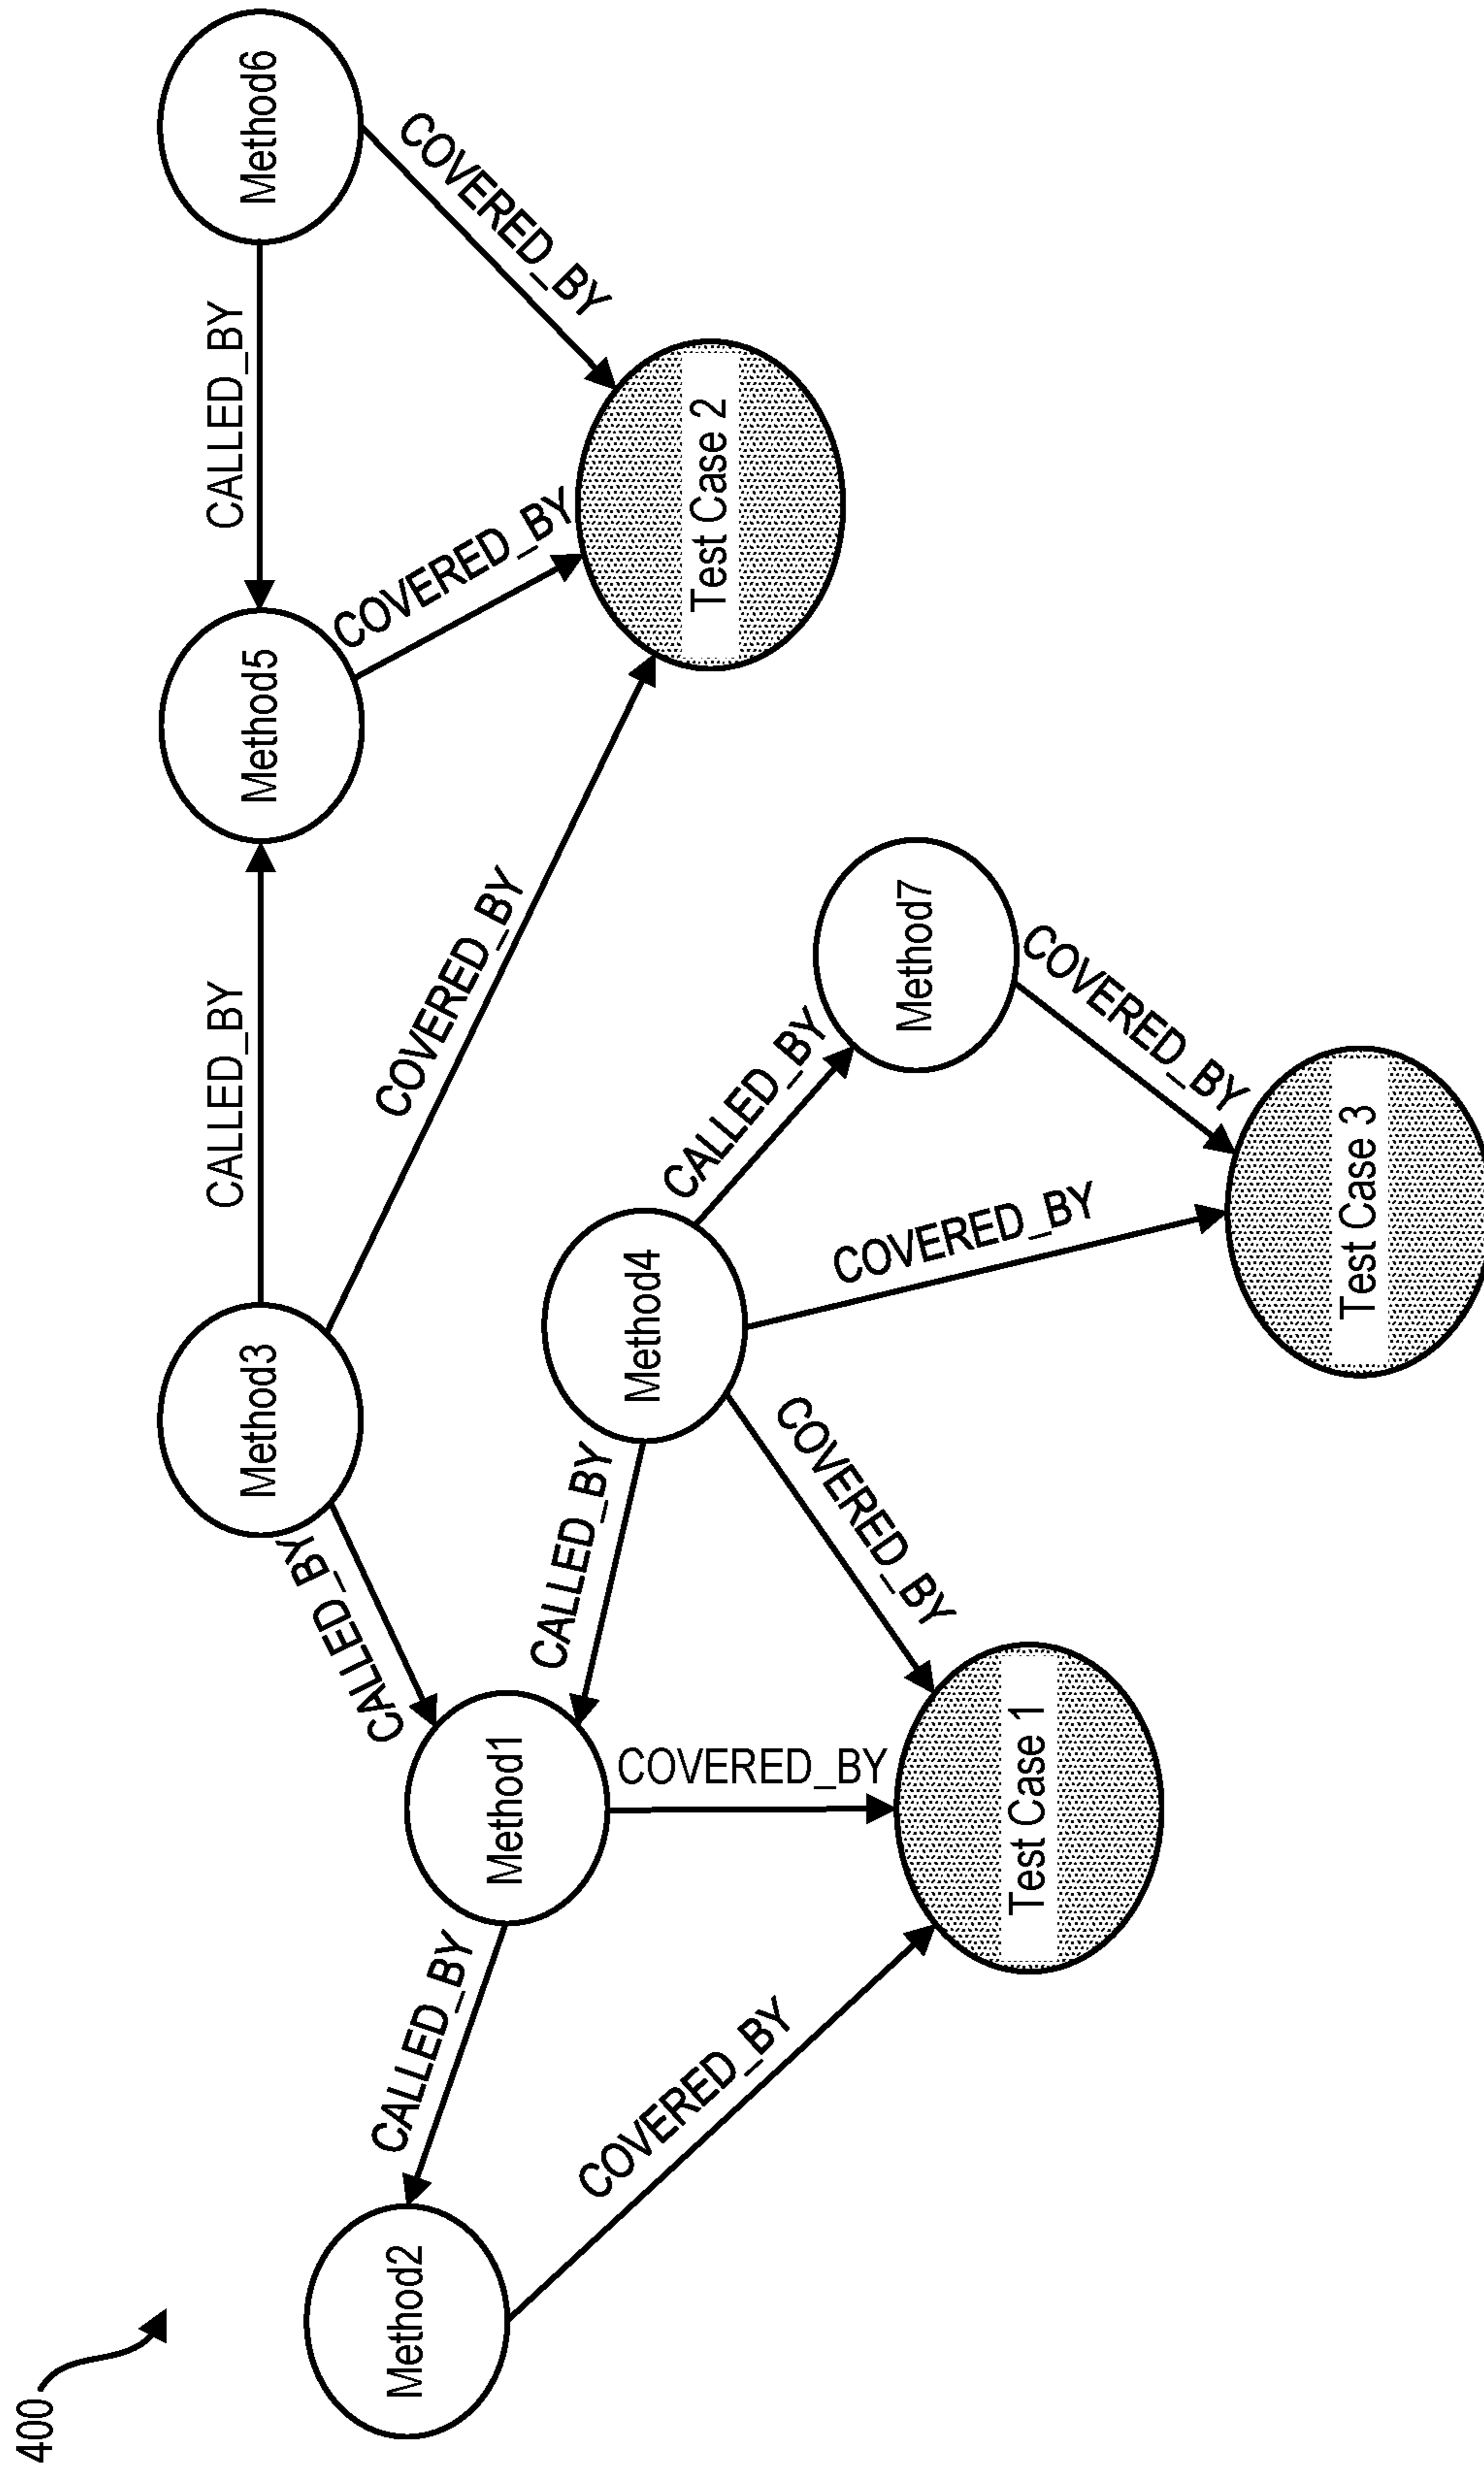 400
Method2
CALLED_BY
COVERED_BY
Method1
CALLED_BY
COVERED_BY
Test Case 1
Method3
CALLED_BY
CALLED_BY
COVERED_BY
Method4
COVERED_BY
COVERED_BY
CALLED_BY
Method7
COVERED_BY
Test Case 3
CALLED_BY
Method5
COVERED_BY
Test Case 2
CALLED_BY
Method6
COVERED_BY